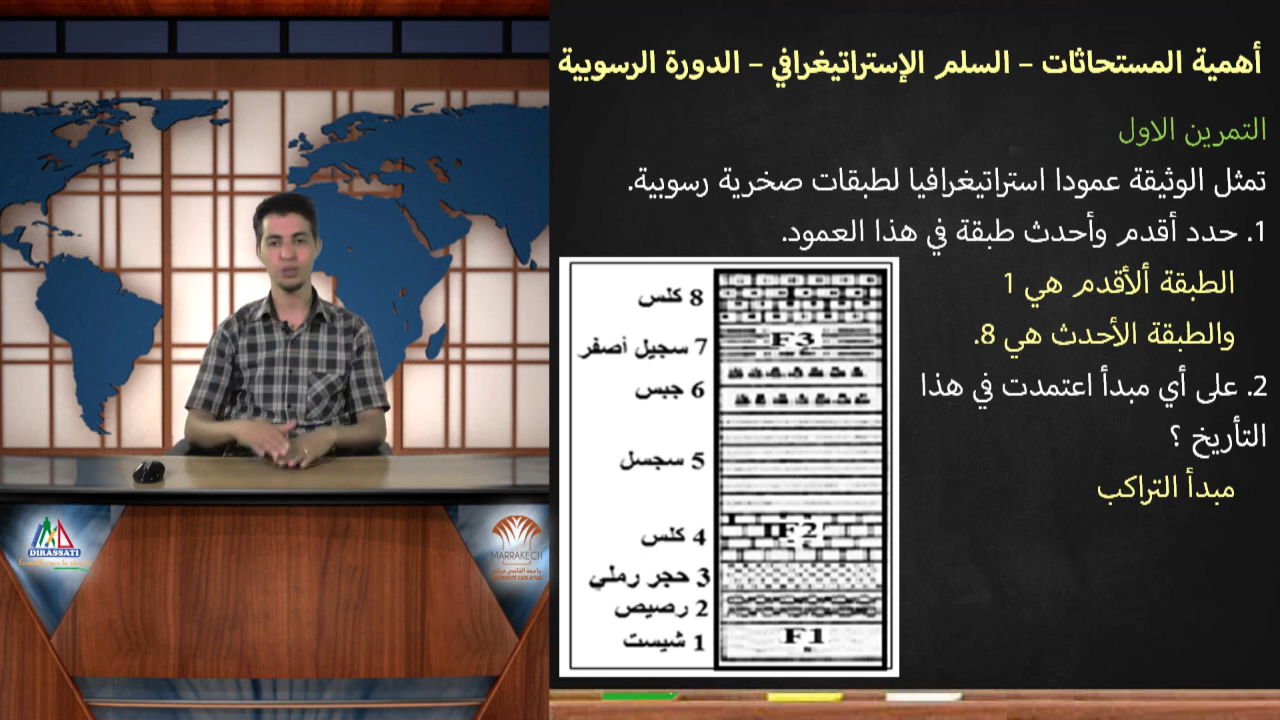 أهمية المستحاثات – السلم الإستراتيغرافي – الدورة الرسوبية
التمرين الاول
تمثل الوثيقة عمودا استراتيغرافيا لطبقات صخرية رسوبية.
1. حدد أقدم وأحدث طبقة في هذا العمود.
الطبقة ألأقدم هي 1
والطبقة الأحدث هي 8.
2. على أي مبدأ اعتمدت في هذا
التأريخ ؟
مبدأ التراكب
8 كلس
7 سجيل أصفر
F3
6 جبس
5 سجسل
4 كلس
F2
3 حجر رملي
2 رصيص
1 شيست
F1
DIRASSATI
MARRAKECH